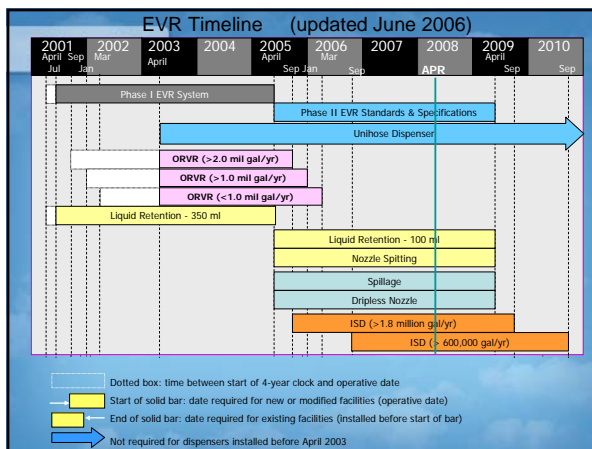 EVR Timeline (updated June 2006)
2001 2002 2003 2004 2005 2006 2007 2008 2009 2010
April Sep Mar April April Mar APR April
Jul Jan Sep Jan Sep Sep Sep
Phase I EVR System
Phase II EVR Standards & Specifications
Unihose Dispenser
ORVR (>2.0 mil gal/yr)
ORVR (>1.0 mil gal/yr)
ORVR (<1.0 mil gal/yr)
Liquid Retention - 350 ml
Liquid Retention - 100 ml
Nozzle Spitting
Spillage
Dripless Nozzle
ISD (>1.8 million gal/yr)
ISD (> 600,000 gal/yr)
Dotted box: time between start of 4-year clock and operative date
Start of solid bar: date required for new or modified facilities (operative date)
End of solid bar: date required for existing facilities (installed before start of bar)
Not required for dispensers installed before April 2003